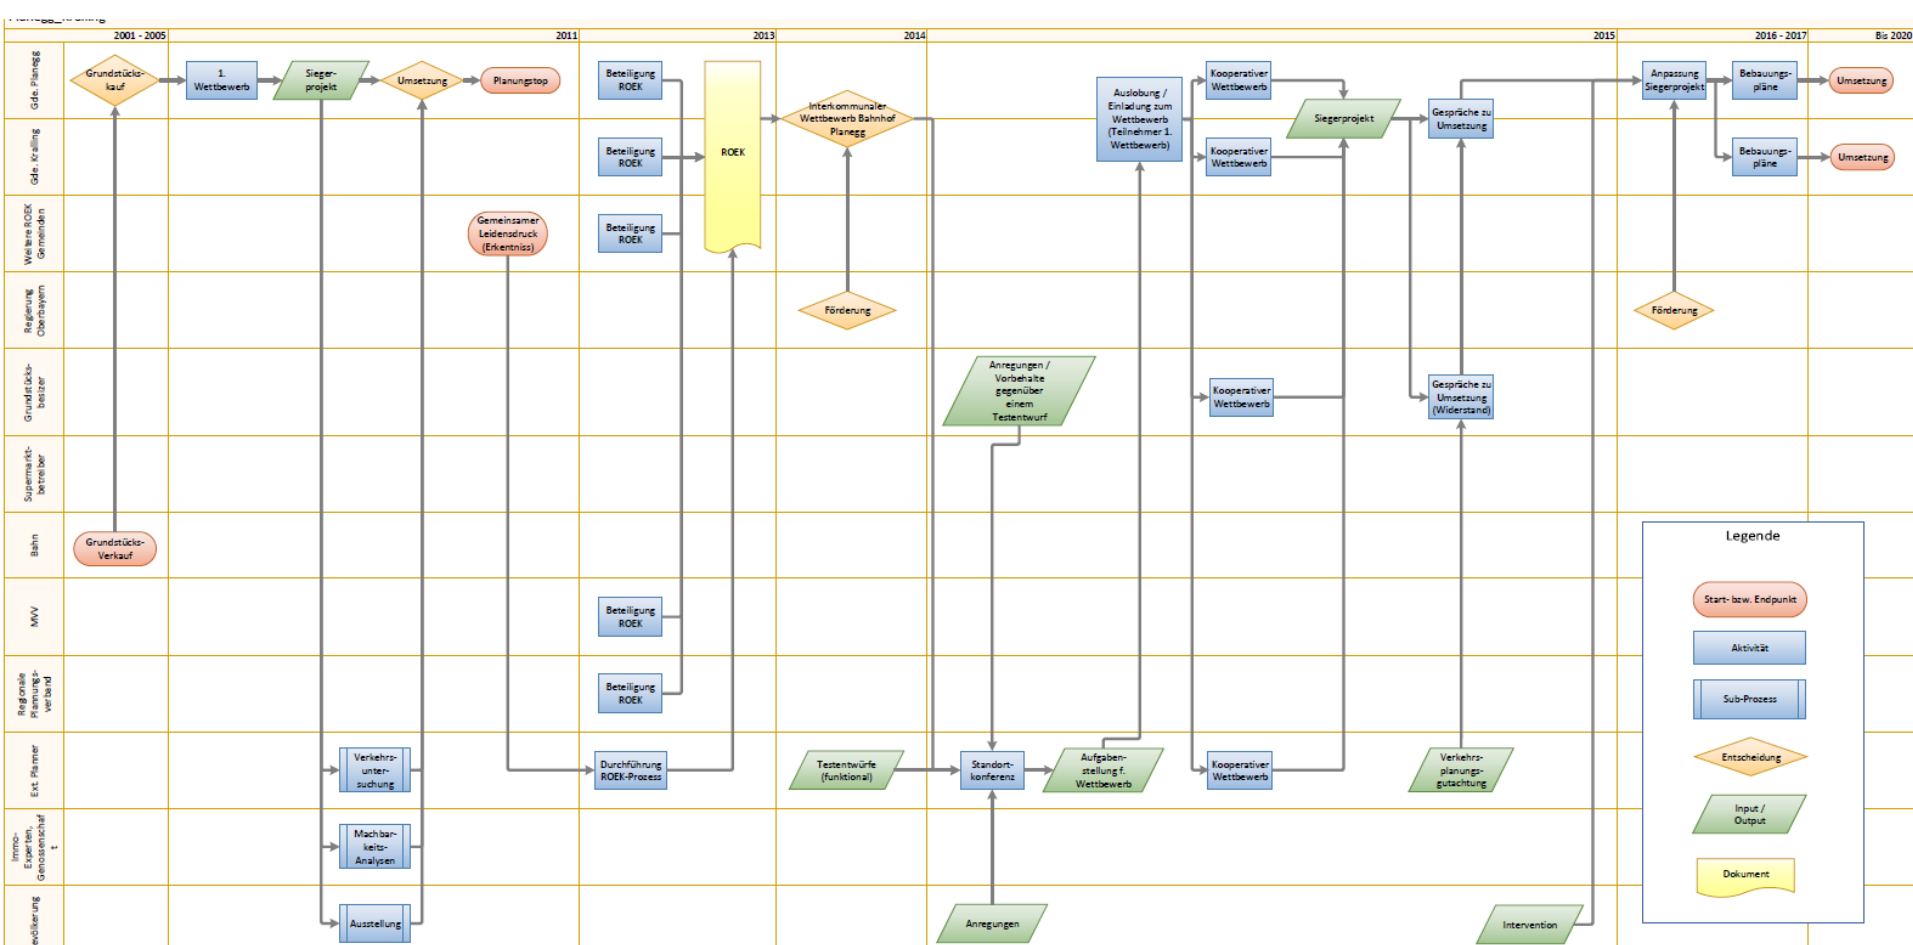 2001 - 2005
2011
2013
2014
2015
2016 - 2017
Bis 2020
Gde. Planegg
Grundstücks-
kauf
1.
Wettbewerb
Sieger-
projekt
Umsetzung
Planungstop
Beteiligung
ROEK
ROEK
Interkommunaler
Wettbewerb Bahnhof
Planegg
Auslobung /
Einladung zum
Wettbewerb
(Teilnehmer 1.
Wettbewerb)
Kooperativer
Wettbewerb
Siegerprojekt
Gespräche zu
Umsetzung
Anpassung
Siegerprojekt
Bebauungs-
pläne
Umsetzung
Gde. Krailling
Beteiligung
ROEK
Kooperativer
Wettbewerb
Bebauungs-
pläne
Umsetzung
Weitere ROEK
Gemeinden
Gemeinsamer
Leidensdruck
(Erkentniss)
Beteiligung
ROEK
Regierung
Oberbayern
Förderung
Förderung
Grundstücks-
besizer
Anregungen /
Vorbehalte
gegenüber
einem
Testentwurf
Kooperativer
Wettbewerb
Gespräche zu
Umsetzung
(Widerstand)
Supermarkt-
betreiber
Bahn
Grundstücks-
Verkauf
MVV
Beteiligung
ROEK
Regionale
Plannungs-
verband
Beteiligung
ROEK
Ext. Planner
Verkehrs-
unter-
suchung
Durchführung
ROEK-Prozess
Testentwürfe
(funktional)
Standort-
konferenz
Aufgaben-
stellung f.
Wettbewerb
Kooperativer
Wettbewerb
Verkehrs-
planungs-
gutachtung
Immo-
Experten,
Genossenschaf
t
Machbar-
keits-
Analysen
evölkerung
Ausstellung
Anregungen
Intervention
Legende
Start- bzw. Endpunkt
Aktivität
Sub-Prozess
Entscheidung
Input /
Output
Dokument